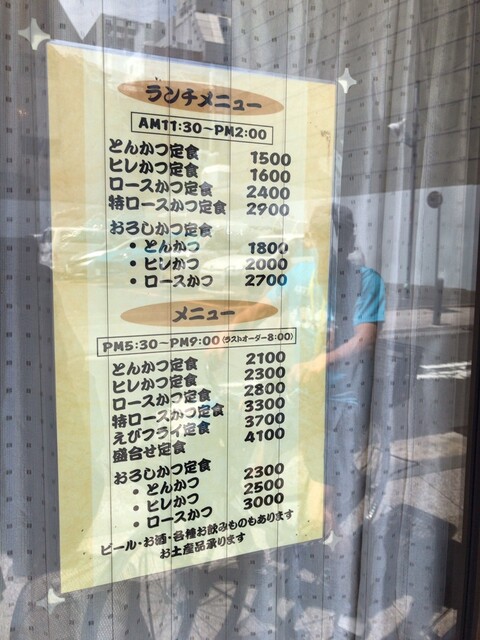 ランチメニュー
AM11:30～PM2:00
とんかつ定食 1500
ヒレかつ定食 1600
ロースかつ定食 2400
特ロースかつ定食 2900
おろしかつ定食
・とんかつ 1800
・ヒレかつ 2000
・ロースかつ 2700
メニュー
PM5:30～PM9:00（ラストオーダー8:00）
とんかつ定食 2100
ヒレかつ定食 2300
ロースかつ定食 2800
特ロースかつ定食 3300
えびフライ定食 3700
盛合せ定食 4100
おろしかつ定食
・とんかつ 2300
・ヒレかつ 2500
・ロースかつ 3000
ビール・お酒・各種お飲みものもあります
お土産品承ります